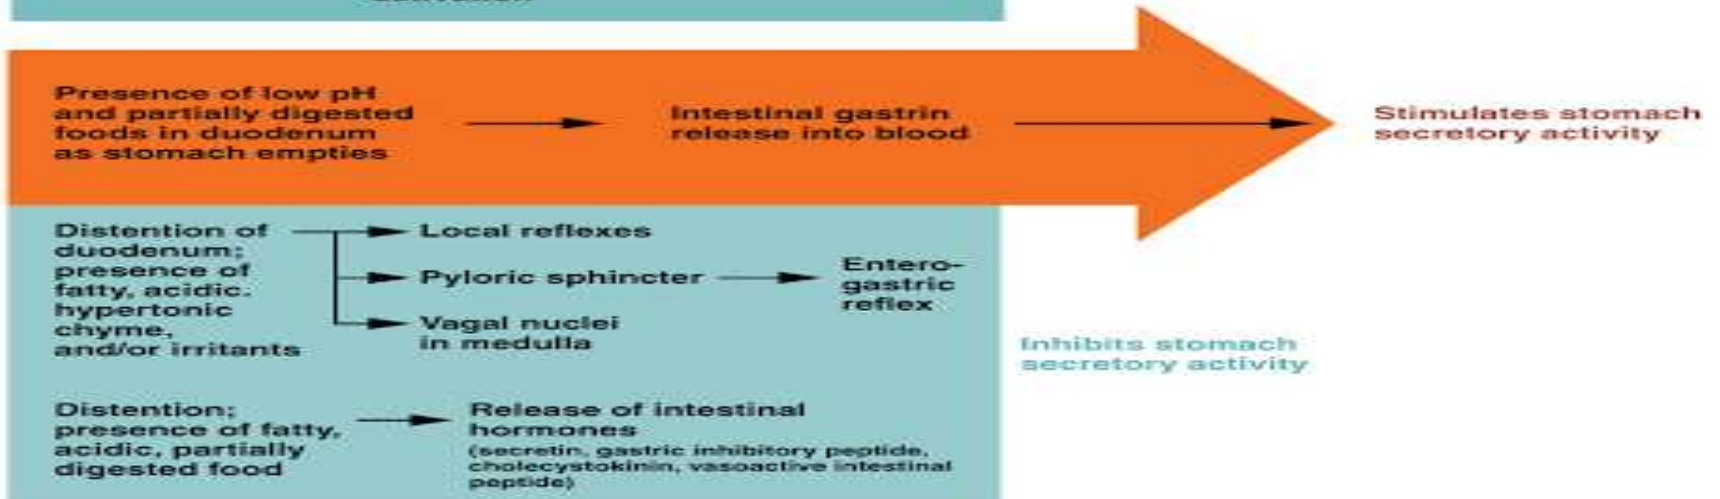 Presence of low pH
and partially digested
foods in duodenum
as stomach empties
Intestinal gastrin
release into blood
Stimulates stomach
secretory activity
Distention of
duodenum;
presence of
fatty, acidic.
hypertonic
chyme,
and/or irritants
Local reflexes
Pyloric sphincter
Vagal nuclei
in medulla
Entero-
gastric
reflex
Inhibits stomach
secretory activity
Distention;
presence of fatty,
acidic, partially
digested food
Release of intestinal
hormones
(secretin, gastric inhibitory peptide,
cholecystokinin, vasoactive intestinal
peptide)